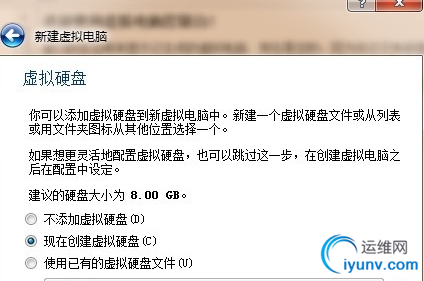 新建虚拟电脑
虚拟硬盘
你可以添加虚拟硬盘到新虚拟电脑中。新建一个虚拟硬盘文件或从列表
或用文件夹图标从其他位置选择一个。
如果想更灵活地配置虚拟硬盘，也可以跳过这一步，在创建虚拟电脑之
后在配置中设定。
建议的硬盘大小为 8.00 GB。
不添加虚拟硬盘(D)
现在创建虚拟硬盘(C)
使用已有的虚拟硬盘文件(U)
运维网
iyunv.com